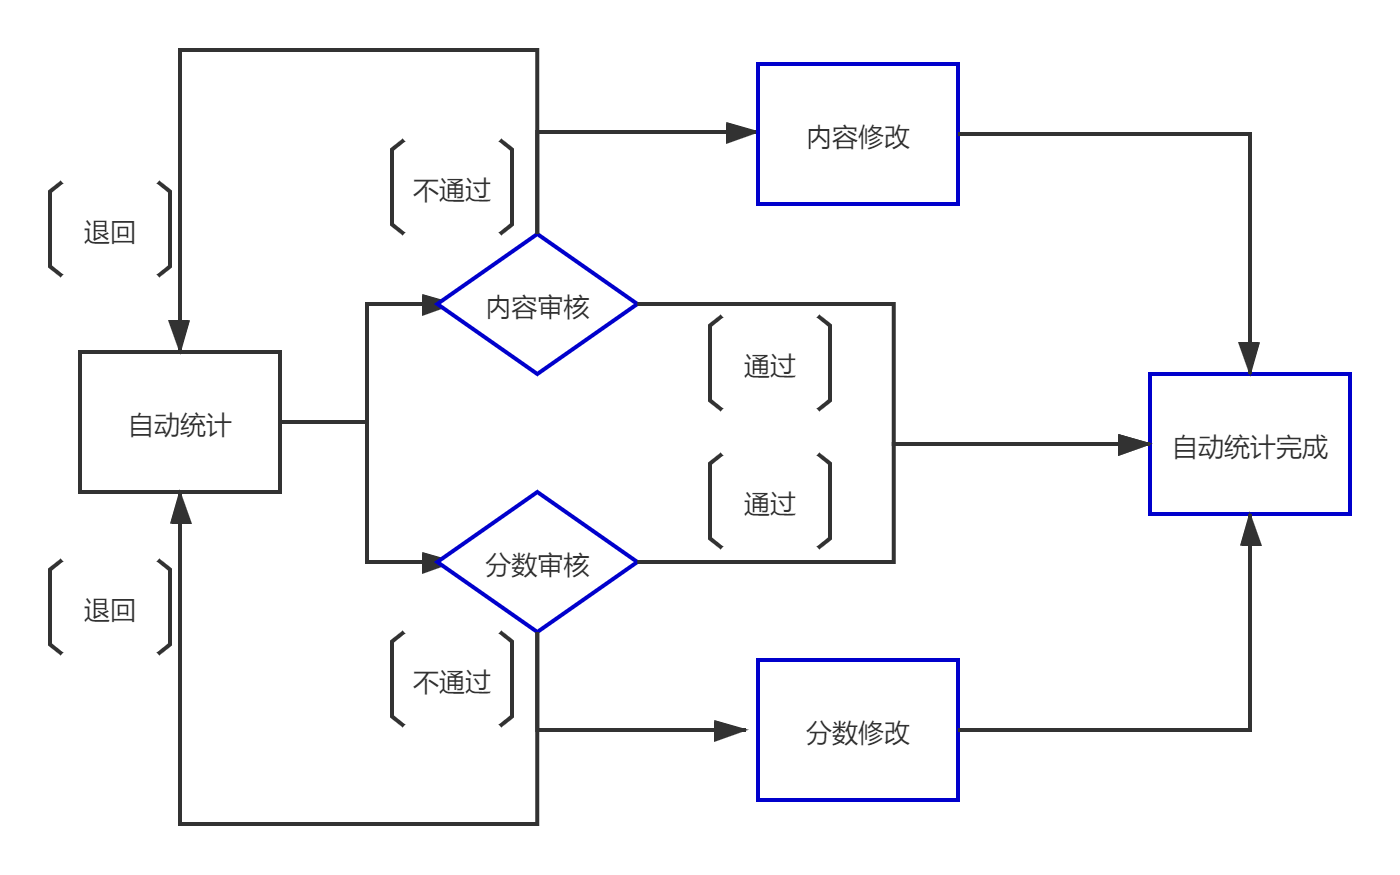 内容修改
不通过
退回
内容审核
通过
自动统计
自动统计完成
通过
分数审核
退回
不通过
分数修改